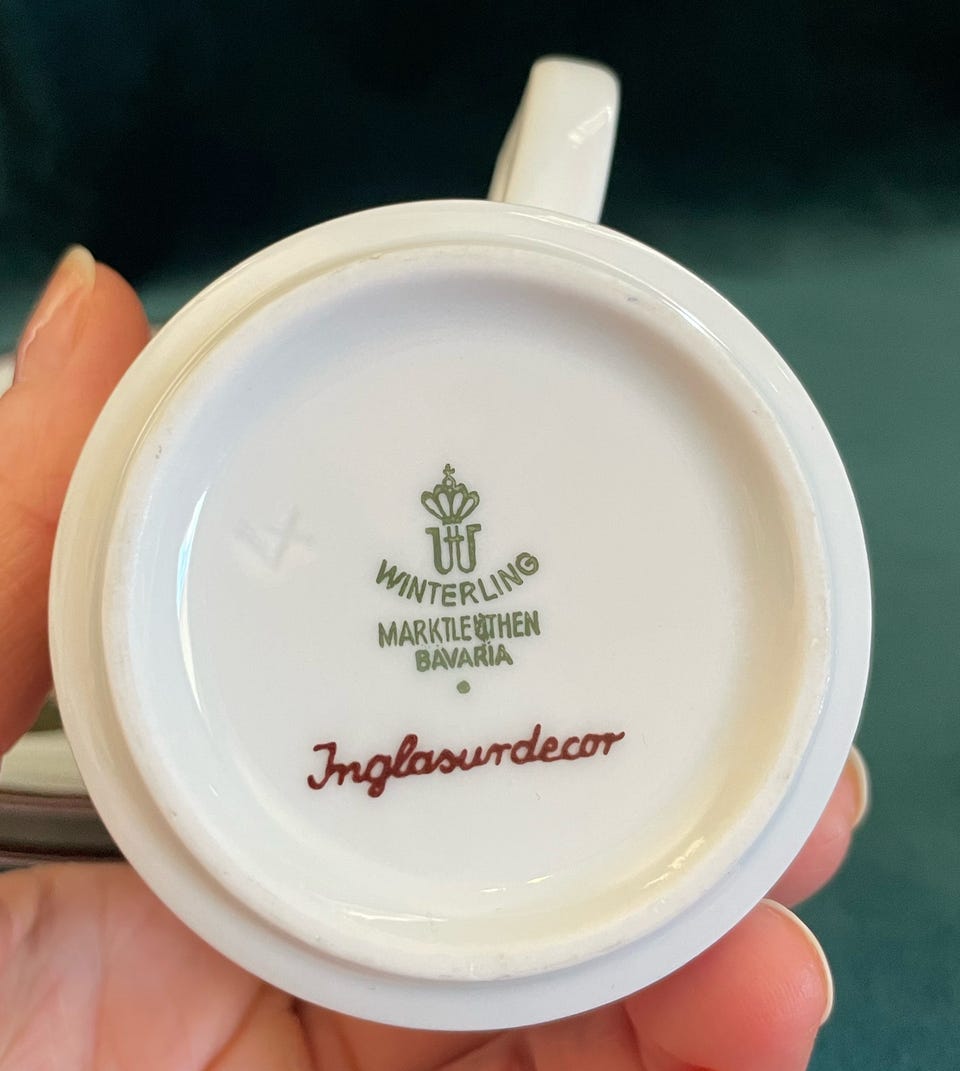 WINTERLING
MARKTLEUTHEN
BAVARIA
Inglasurdecor